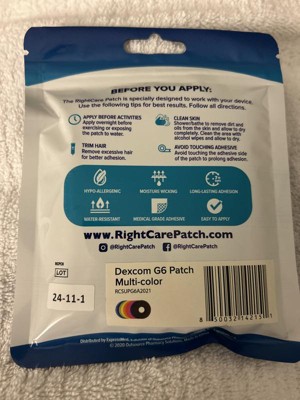 BEFORE YOU APPLY:
The RightCare Patch is specially designed to work with your device.
Use the following tips for best results. Follow all directions.
APPLY BEFORE ACTIVITIES
Apply overnight before
exercising or exposing
the patch to water.
CLEAN SKIN
Shower/bathe to remove dirt and
oils from the skin and allow to dry
completely. Clean the area with
alcohol wipes and allow to dry.
TRIM HAIR
Remove excessive hair
for better adhesion.
AVOID TOUCHING ADHESIVE
Avoid touching the adhesive side
of the patch to prolong adhesion.
HYPO-ALLERGENIC
MOISTURE WICKING
LONG-LASTING ADHESION
WATER-RESISTANT
MEDICAL GRADE ADHESIVE
EASY TO APPLY
www.RightCarePatch.com
@RightCarePatch
@RightCarePatch
LOT
24-11-1
Dexcom G6 Patch
Multi-color
RCSUPG6A2021
8 50032 14215 1
Distributed by
© 2020